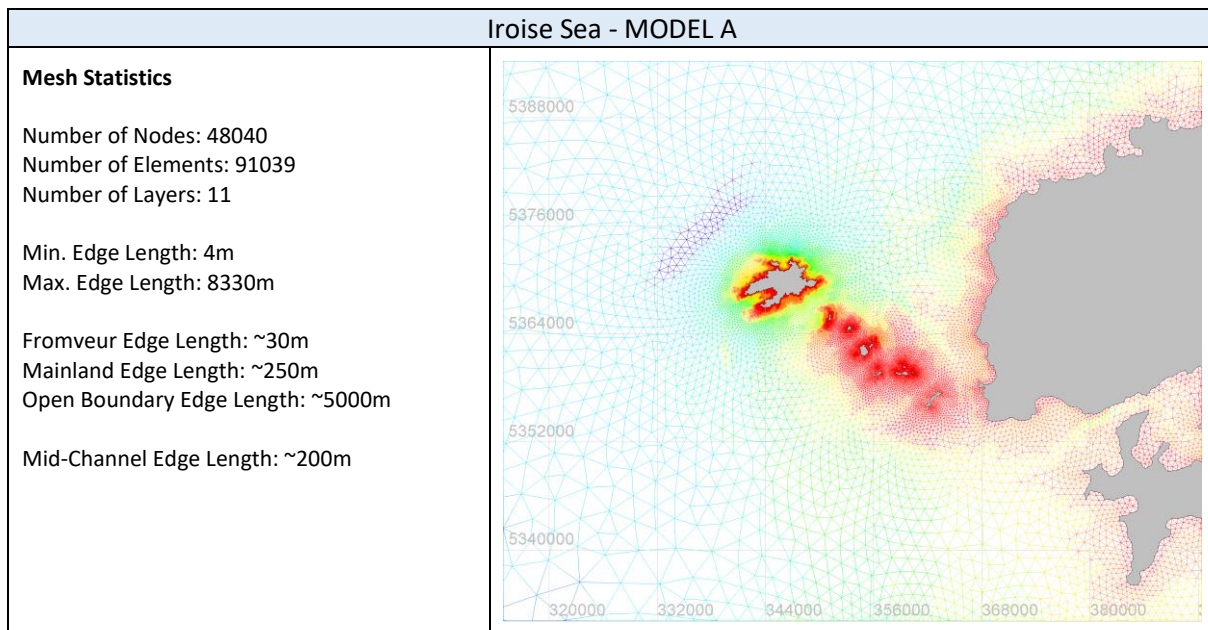 Iroise Sea - MODEL A
Mesh Statistics
Number of Nodes: 48040
Number of Elements: 91039
Number of Layers: 11
Min. Edge Length: 4m
Max. Edge Length: 8330m
Fromveur Edge Length: ~30m
Mainland Edge Length: ~250m
Open Boundary Edge Length: ~5000m
Mid-Channel Edge Length: ~200m
5388000
5376000
5364000
5352000
5340000
320000 332000 344000 356000 368000 380000